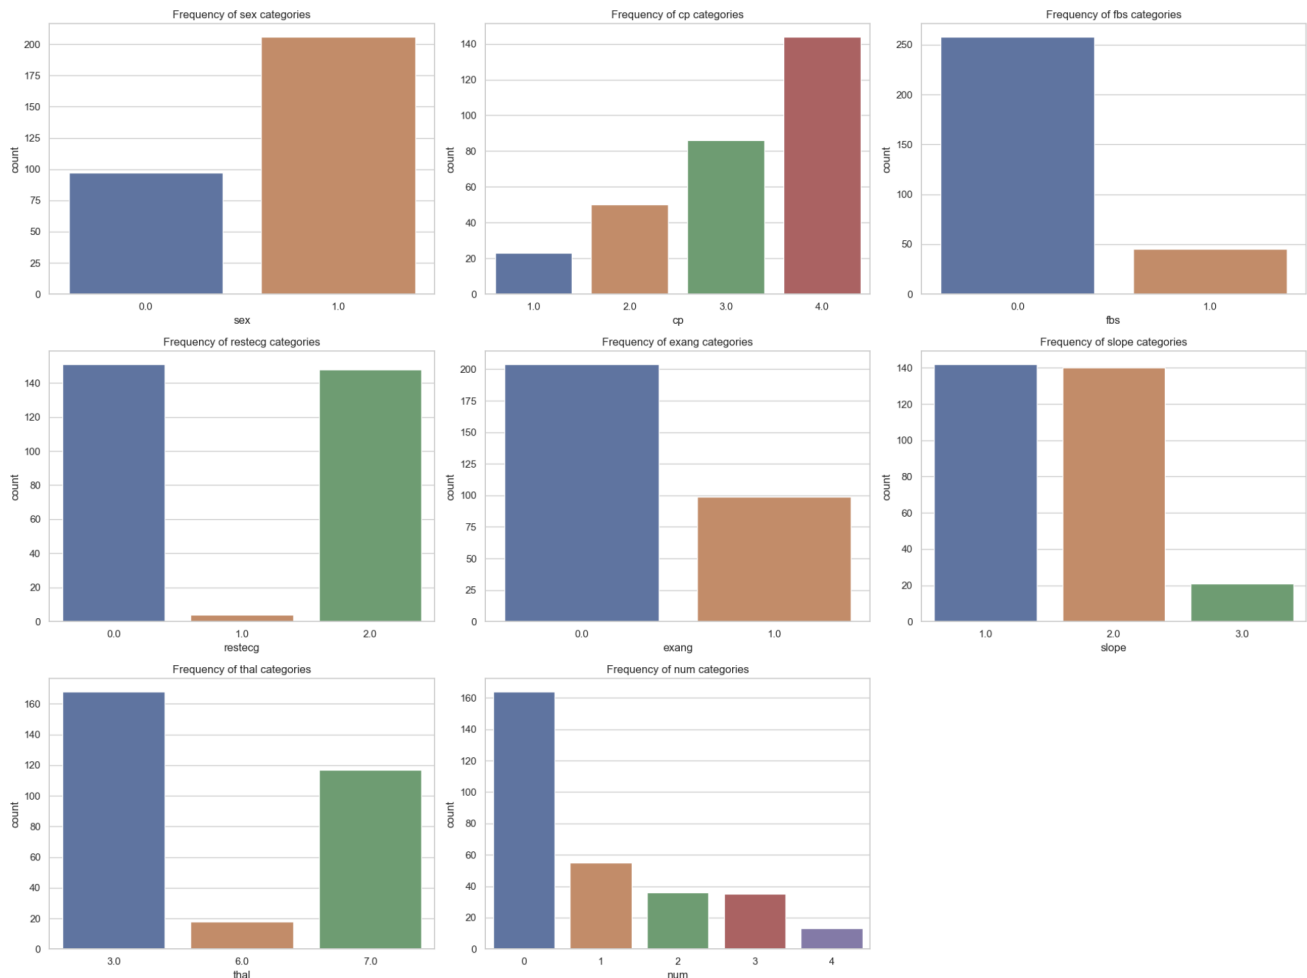 Frequency of sex categories
200
175
150
125
100
75
50
25
0
count
0.0 1.0
sex
Frequency of cp categories
140
120
100
80
60
40
20
0
count
1.0 2.0 3.0 4.0
cp
Frequency of fbs categories
250
200
150
100
50
0
count
0.0 1.0
fbs
Frequency of restecg categories
140
120
100
80
60
40
20
0
count
0.0 1.0 2.0
restecg
Frequency of exang categories
200
175
150
125
100
75
50
25
0
count
0.0 1.0
exang
Frequency of slope categories
140
120
100
80
60
40
20
0
count
1.0 2.0 3.0
slope
Frequency of thal categories
160
140
120
100
80
60
40
20
0
count
3.0 6.0 7.0
thal
Frequency of num categories
160
140
120
100
80
60
40
20
0
count
0 1 2 3 4
num